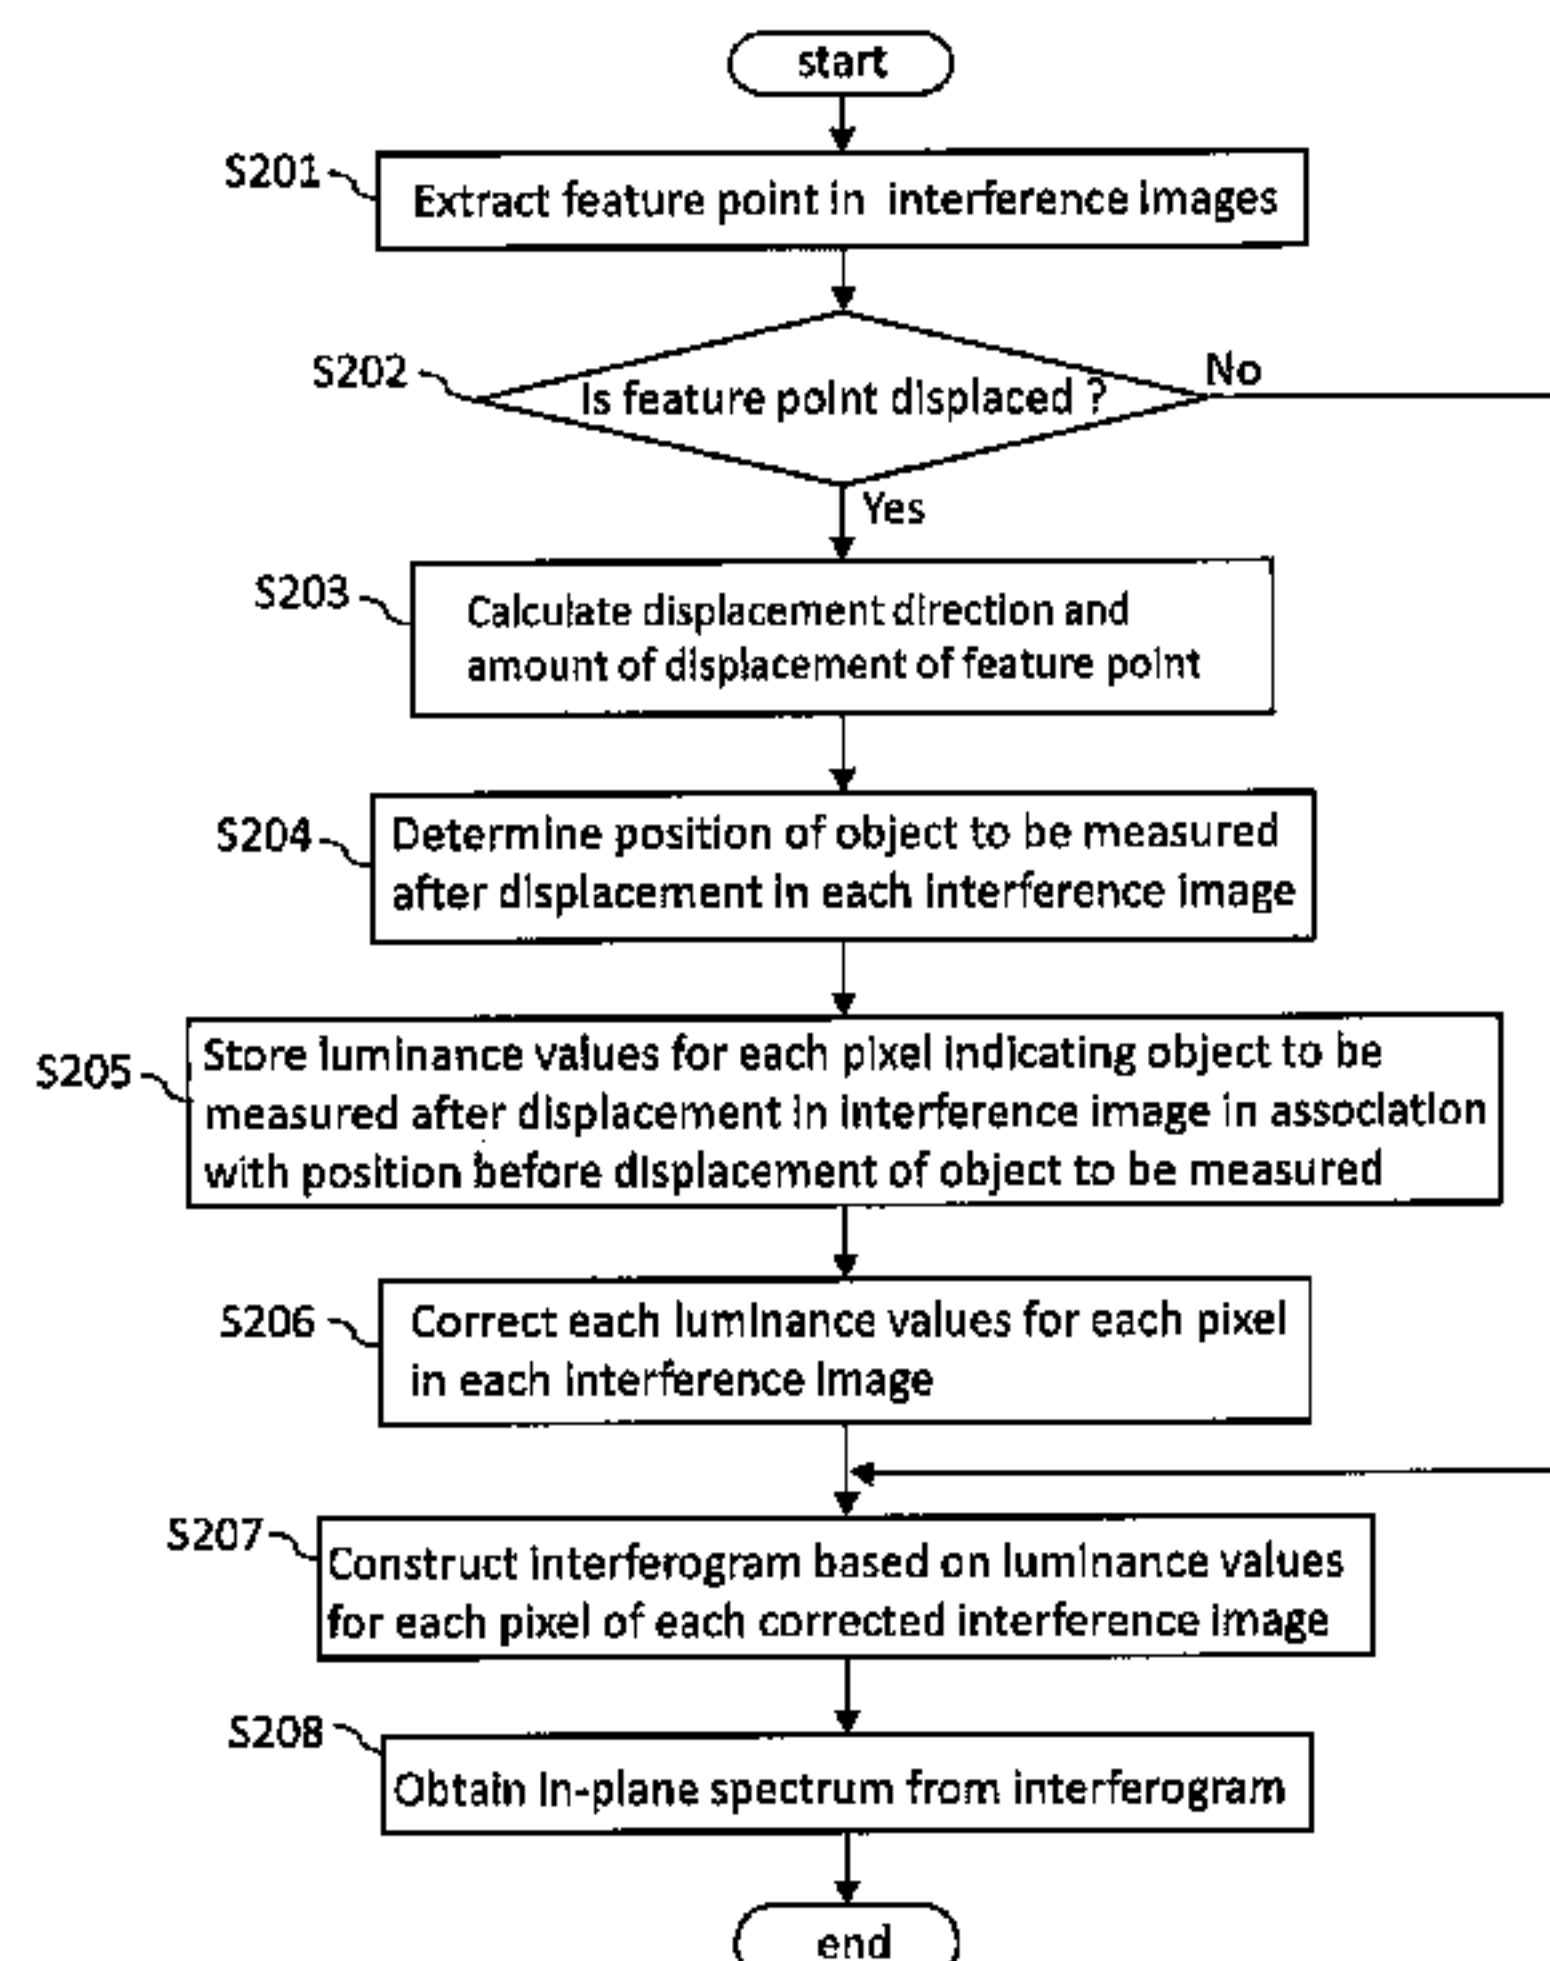 start
S201
Extract feature point in interference images
S202
Is feature point displaced ?
No
Yes
S203
Calculate displacement direction and
amount of displacement of feature point
S204
Determine position of object to be measured
after displacement in each interference image
S205
Store luminance values for each pixel indicating object to be
measured after displacement in interference image in association
with position before displacement of object to be measured
S206
Correct each luminance values for each pixel
in each interference image
S207
Construct interferogram based on luminance values
for each pixel of each corrected interference image
S208
Obtain in-plane spectrum from interferogram
end